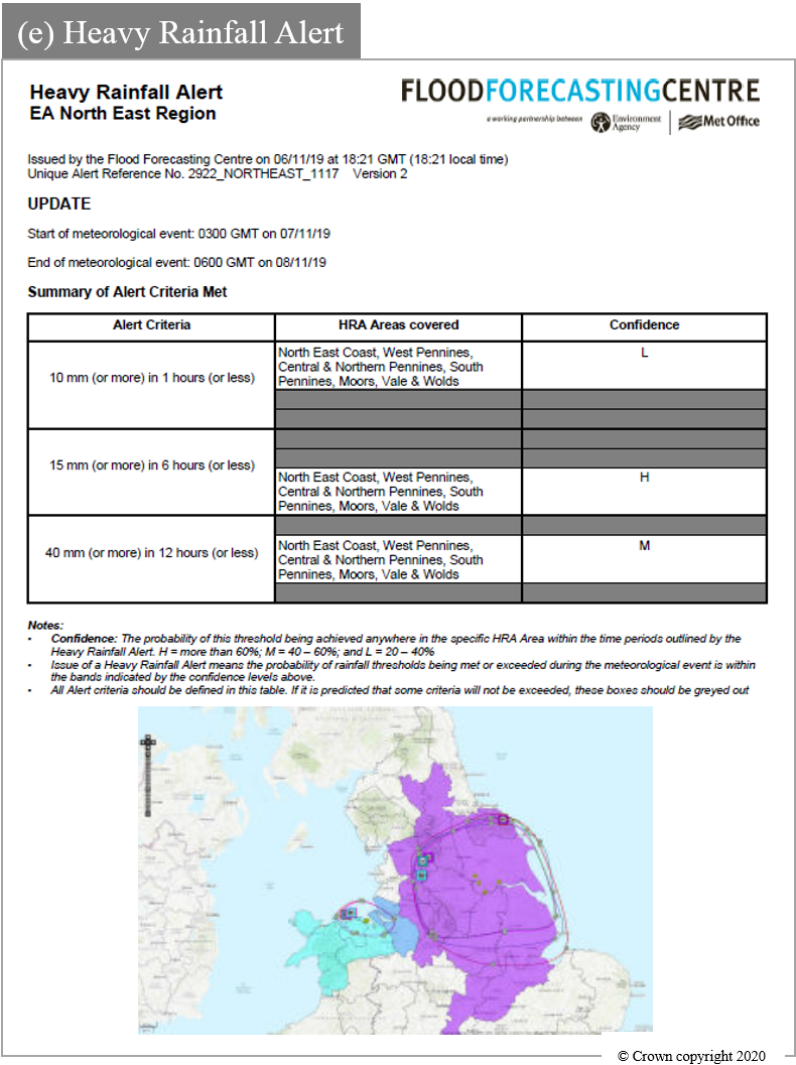 (e) Heavy Rainfall Alert
Heavy Rainfall Alert
EA North East Region
FLOODFORECASTINGCENTRE
a working partnership between
Environment
Agency
Met Office
Issued by the Flood Forecasting Centre on 06/11/19 at 18:21 GMT (18:21 local time)
Unique Alert Reference No. 2922_NORTHEAST_1117 Version 2
UPDATE
Start of meteorological event: 0300 GMT on 07/11/19
End of meteorological event: 0600 GMT on 08/11/19
Summary of Alert Criteria Met
Alert Criteria HRA Areas covered Confidence
10 mm (or more) in 1 hours (or less)
North East Coast, West Pennines,
Central & Northern Pennines, South
Pennines, Moors, Vale & Wolds
L
15 mm (or more) in 6 hours (or less)
North East Coast, West Pennines,
Central & Northern Pennines, South
Pennines, Moors, Vale & Wolds
H
40 mm (or more) in 12 hours (or less)
North East Coast, West Pennines,
Central & Northern Pennines, South
Pennines, Moors, Vale & Wolds
M
Notes:
• Confidence: The probability of this threshold being achieved anywhere in the specific HRA Area within the time periods outlined by the
Heavy Rainfall Alert. H = more than 60%; M = 40 – 60%; and L = 20 – 40%
• Issue of a Heavy Rainfall Alert means the probability of rainfall thresholds being met or exceeded during the meteorological event is within
the bands indicated by the confidence levels above.
• All Alert criteria should be defined in this table. If it is predicted that some criteria will not be exceeded, these boxes should be greyed out
© Crown copyright 2020